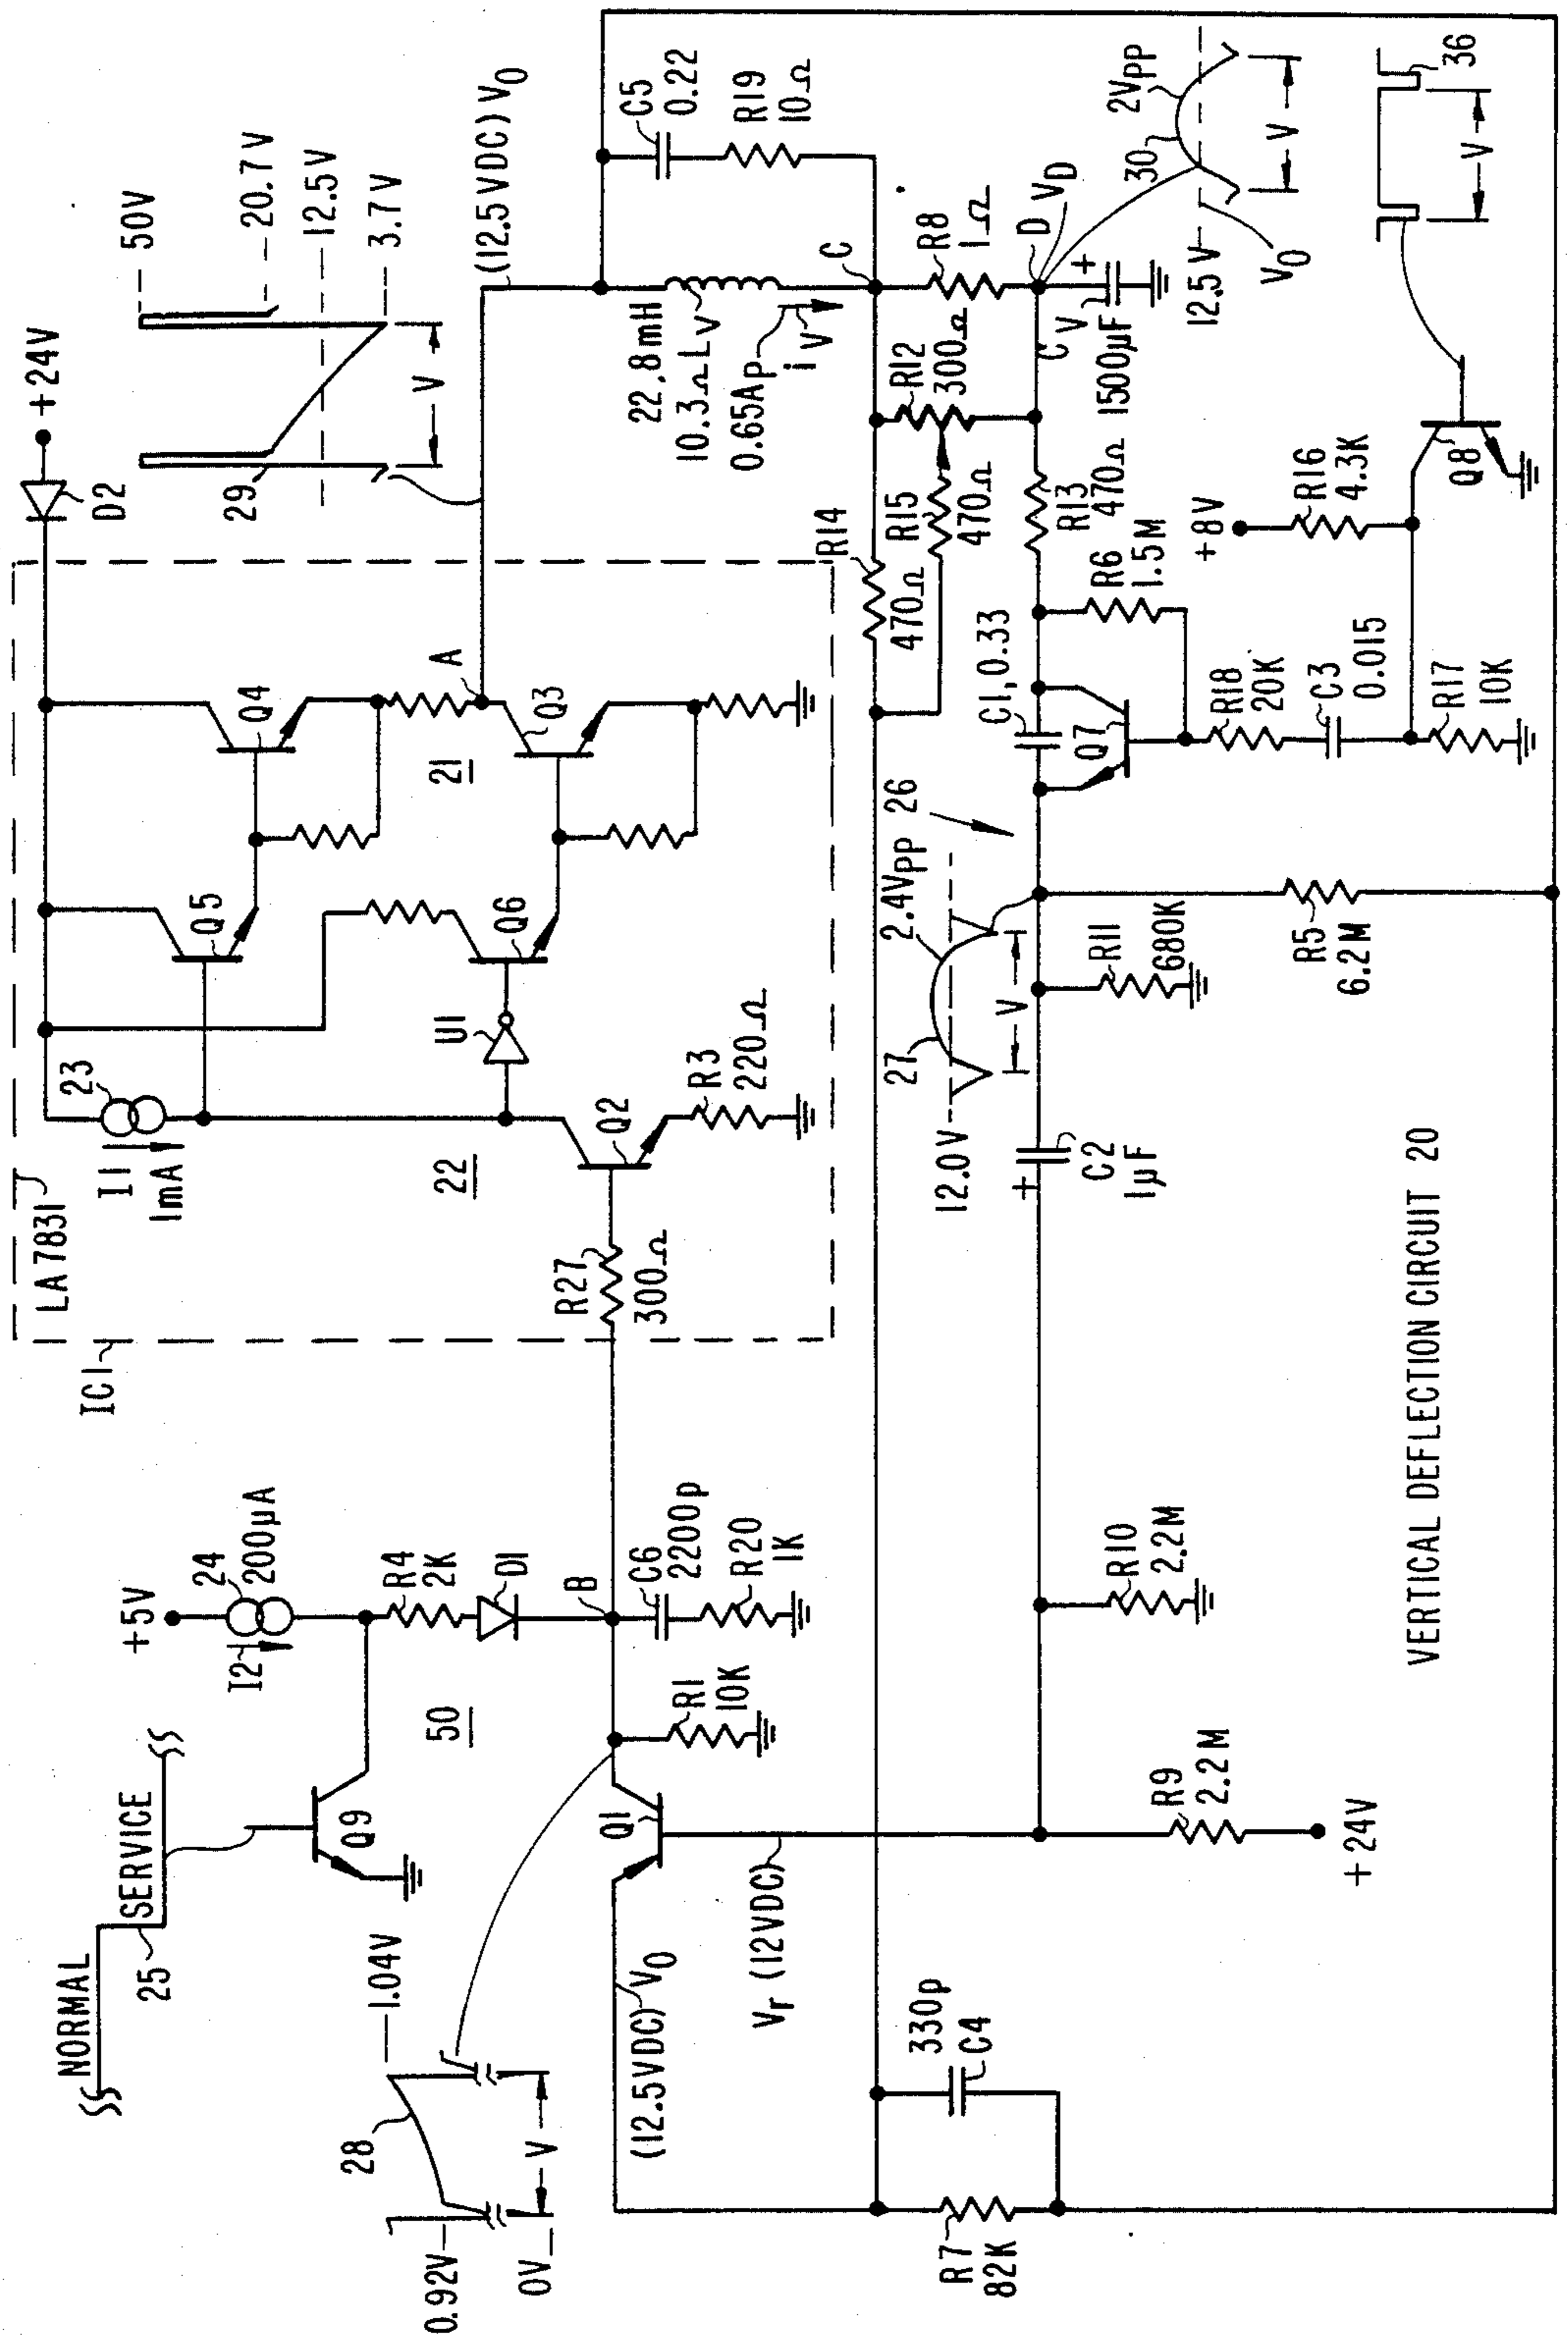 NORMAL
SERVICE
25
+5V
24
200µA
I2
Q9
50
R4
2K
D1
B
28
1.04V
0.92V
0V
V
Q1
R1
10K
C6
2200p
R20
1K
(12.5VDC) V0
Vr (12VDC)
330p
C4
R7
82K
R9
2.2M
+24V
R10
2.2M
IC1
LA7831
I1
1mA
23
22
R27
300Ω
Q2
R3
220Ω
U1
Q5
Q6
Q4
Q3
21
A
D2
+24V
29
50V
20.7V
12.5V
3.7V
V
(12.5VDC) V0
C5
0.22
R19
10Ω
22.8mH
10.3Ω LV
0.65AP
iV
C
R8
1Ω
D
VD
R12
300Ω
R14
470Ω
R15
470Ω
R13
470Ω
CV
1500µF
+
30
2VPP
12.5V
V0
V
36
V
Q8
+8V
R16
4.3K
R6
1.5M
C1, 0.33
Q7
R18
20K
C3
0.015
R17
10K
26
2.4VPP
27
12.0V
V
R11
680K
R5
6.2M
+
C2
1µF
VERTICAL DEFLECTION CIRCUIT 20